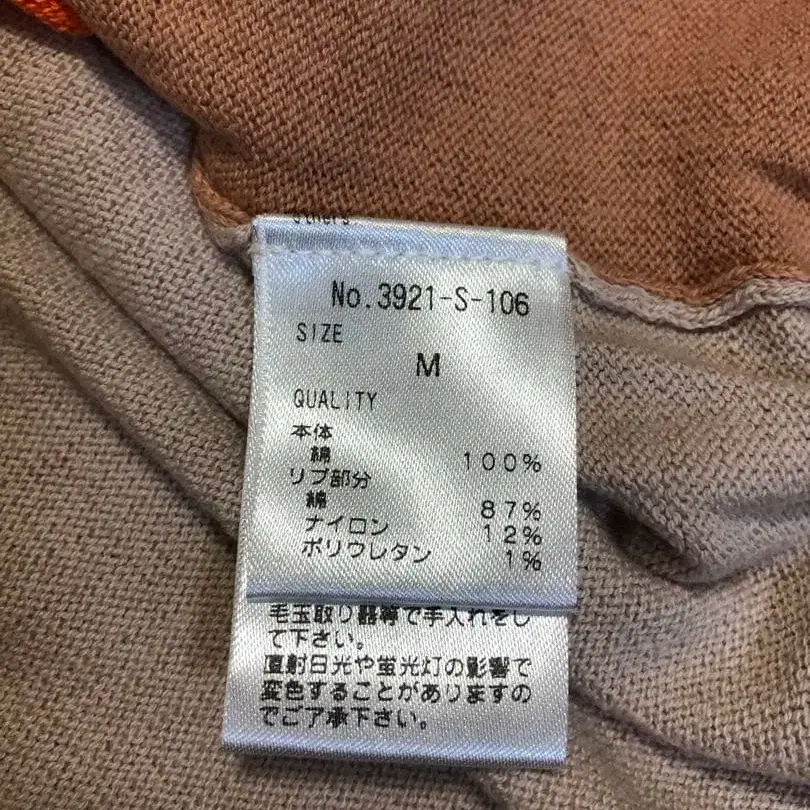 others
No.3921-S-106
SIZE
M
QUALITY
本体
綿 100%
リブ部分
綿 87%
ナイロン 12%
ポリウレタン 1%
毛玉取り器等で手入れをし
て下さい。
直射日光や蛍光灯の影響で
変色することがありますの
でご了承下さい。